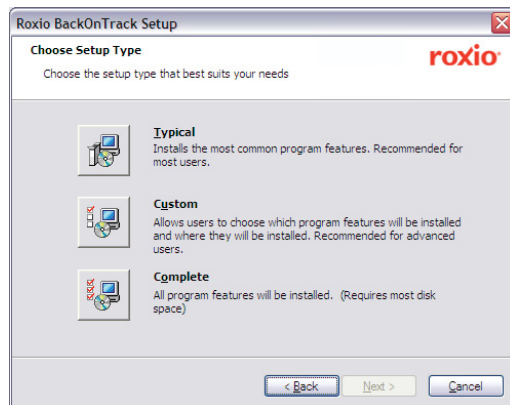 Roxio BackOnTrack Setup
Choose Setup Type
Choose the setup type that best suits your needs
roxio
Typical
Installs the most common program features. Recommended for
most users.
Custom
Allows users to choose which program features will be installed
and where they will be installed. Recommended for advanced
users.
Complete
All program features will be installed. (Requires most disk
space)
< Back Next > Cancel